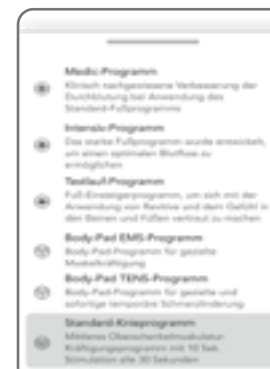 Medic-Programm
Klinisch nachgewiesene Verbesserung der
Durchblutung bei Anwendung des
Standard-Fußprogramms
Intensiv-Programm
Das starke Fußprogramm wurde entwickelt,
um einen optimalen Blutfluss zu
ermöglichen
Testlauf-Programm
Fuß-Einsteigerprogramm, um sich mit der
Anwendung von Revitive und dem Gefühl in
den Beinen und Füßen vertraut zu machen
Body-Pad EMS-Programm
Body-Pad-Programm für gezielte
Muskelkräftigung
Body-Pad TENS-Programm
Body-Pad-Programm für gezielte und
sofortige temporäre Schmerzlinderung
Standard-Knieprogramm
Mittleres Oberschenkelmuskulatur-
Kräftigungsprogramm mit 10 Sek.
Stimulation alle 30 Sekunden